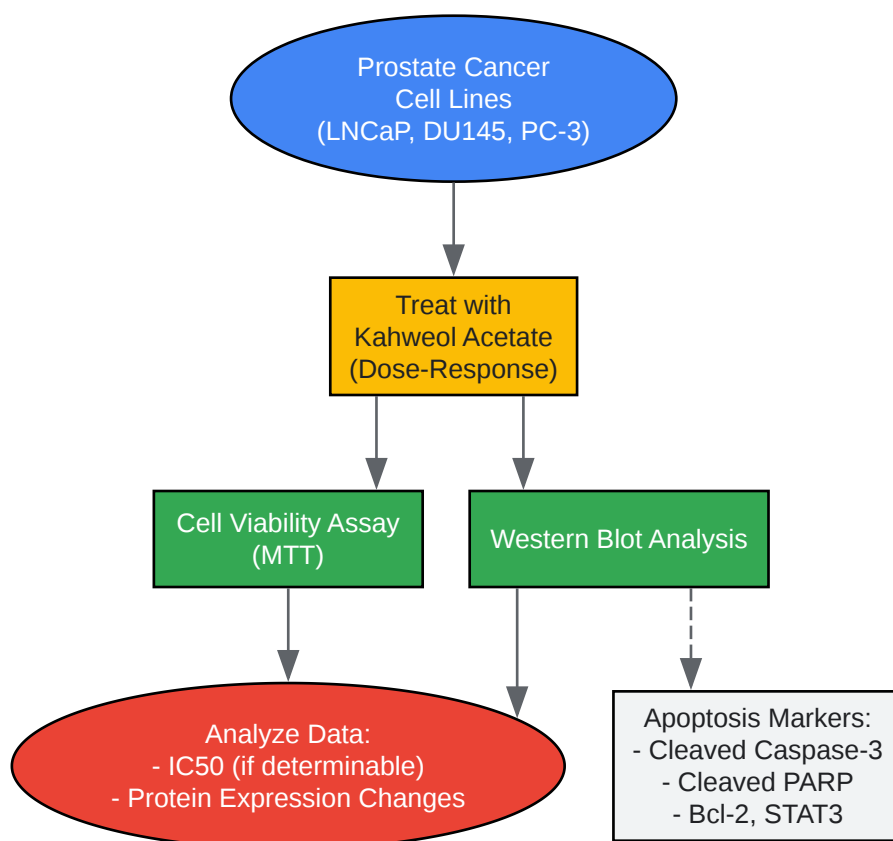 Prostate Cancer
Cell Lines
(LNCaP, DU145, PC-3)
Treat with
Kahweol Acetate
(Dose-Response)
Cell Viability Assay
(MTT)
Western Blot Analysis
Analyze Data:
- IC50 (if determinable)
- Protein Expression Changes
Apoptosis Markers:
- Cleaved Caspase-3
- Cleaved PARP
- Bcl-2, STAT3